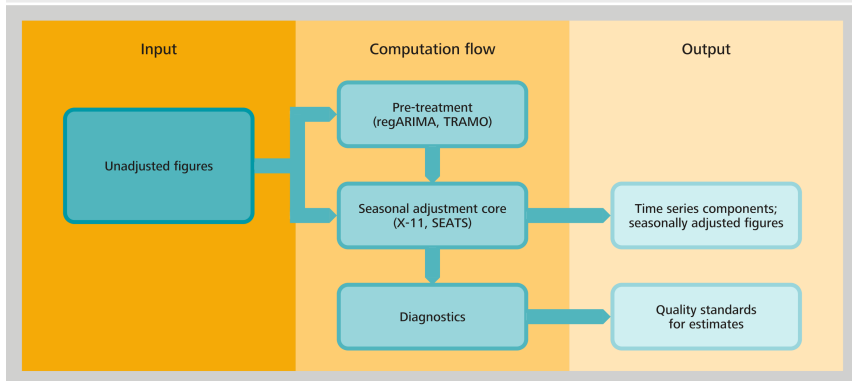 Input
Computation flow
Output
Unadjusted figures
Pre-treatment
(regARIMA, TRAMO)
Seasonal adjustment core
(X-11, SEATS)
Time series components;
seasonally adjusted figures
Diagnostics
Quality standards
for estimates